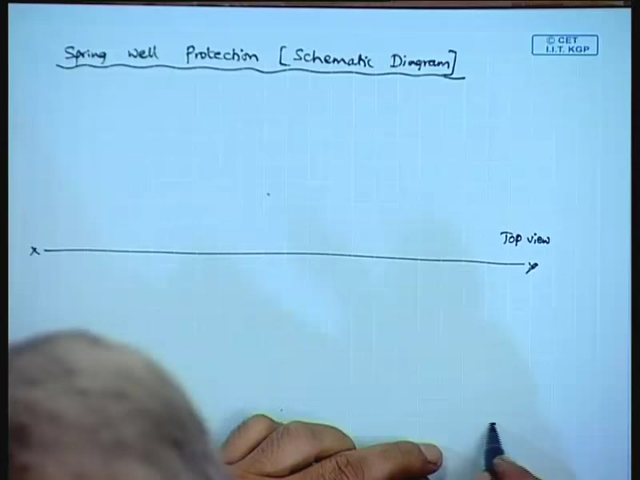 © CET
I.I.T. KGP
Spring well Protection [Schematic Diagram]
Top view
x
y